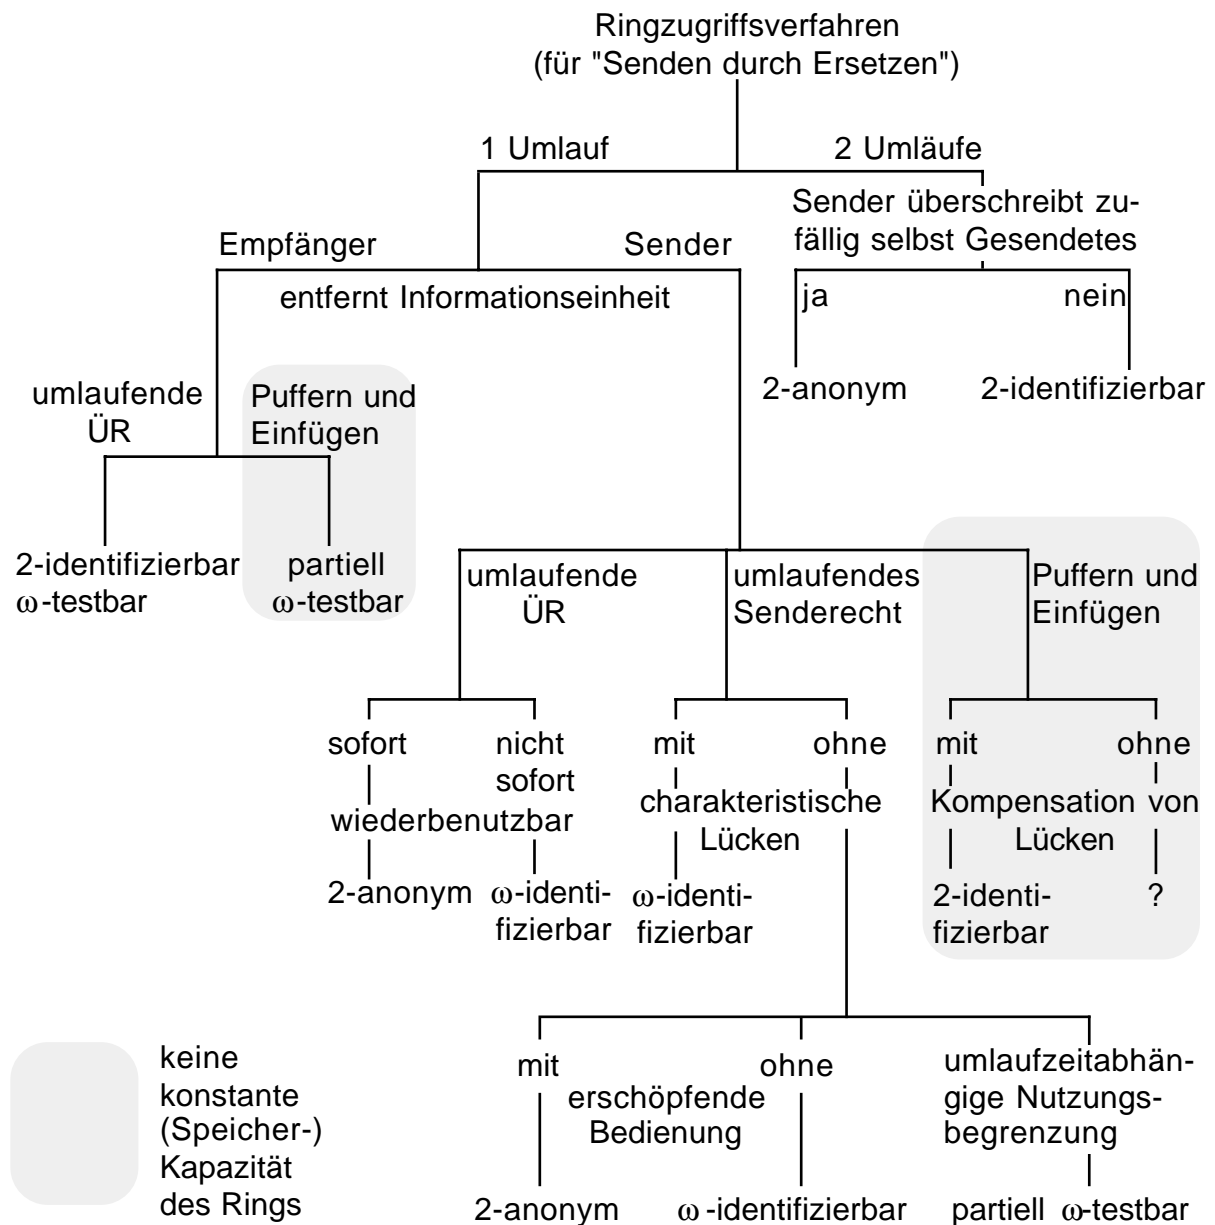 Ringzugriffsverfahren
(für "Senden durch Ersetzen")
1 Umlauf
2 Umläufe
Sender überschreibt zu-
fällig selbst Gesendetes
Empfänger
Sender
entfernt Informationseinheit
ja
nein
2-anonym
2-identifizierbar
umlaufende
ÜR
Puffern und
Einfügen
2-identifizierbar
ω-testbar
partiell
ω-testbar
umlaufende
ÜR
umlaufendes
Senderecht
Puffern und
Einfügen
sofort
nicht
sofort
wiederbenutzbar
2-anonym
ω-identi-
fizierbar
mit
ohne
charakteristische
Lücken
ω-identi-
fizierbar
mit
ohne
Kompensation von
Lücken
2-identi-
fizierbar
?
mit
ohne
erschöpfende
Bedienung
umlaufzeitabhän-
gige Nutzungs-
begrenzung
2-anonym
ω-identifizierbar
partiell ω-testbar
keine
konstante
(Speicher-)
Kapazität
des Rings